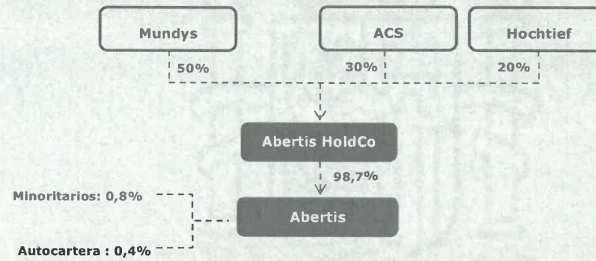 Mundys
ACS
Hochtief
50%
30%
20%
Abertis HoldCo
98,7%
Minoritarios: 0,8%
Abertis
Autocartera : 0,4%